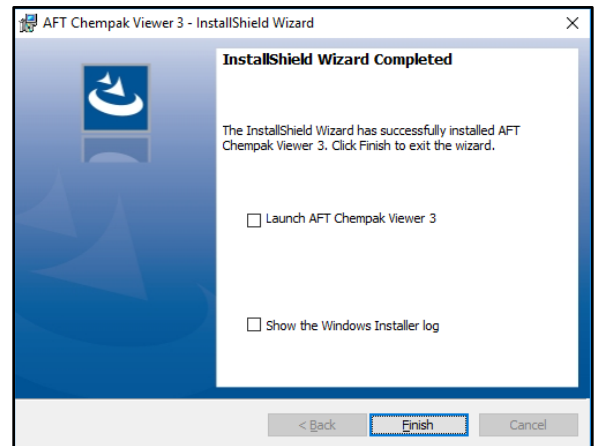 AFT Chempak Viewer 3 - InstallShield Wizard
InstallShield Wizard Completed
The InstallShield Wizard has successfully installed AFT
Chempak Viewer 3. Click Finish to exit the wizard.
Launch AFT Chempak Viewer 3
Show the Windows Installer log
< Back
Finish
Cancel